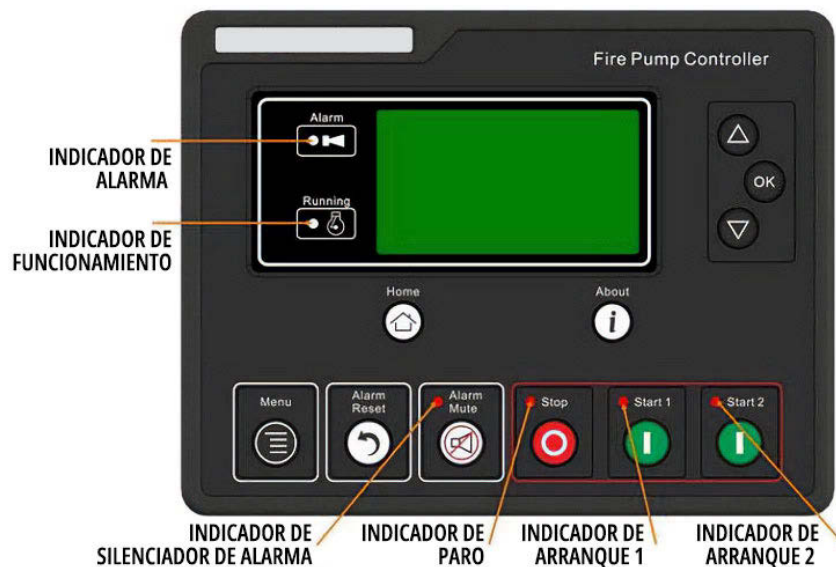 Fire Pump Controller
Alarm
INDICADOR DE
ALARMA
OK
Running
INDICADOR DE
FUNCIONAMIENTO
Home
About
i
Menu
Alarm
Reset
Alarm
Mute
Stop
Start 1
Start 2
INDICADOR DE
SILENCIADOR DE ALARMA
INDICADOR DE
PARO
INDICADOR DE
ARRANQUE 1
INDICADOR DE
ARRANQUE 2